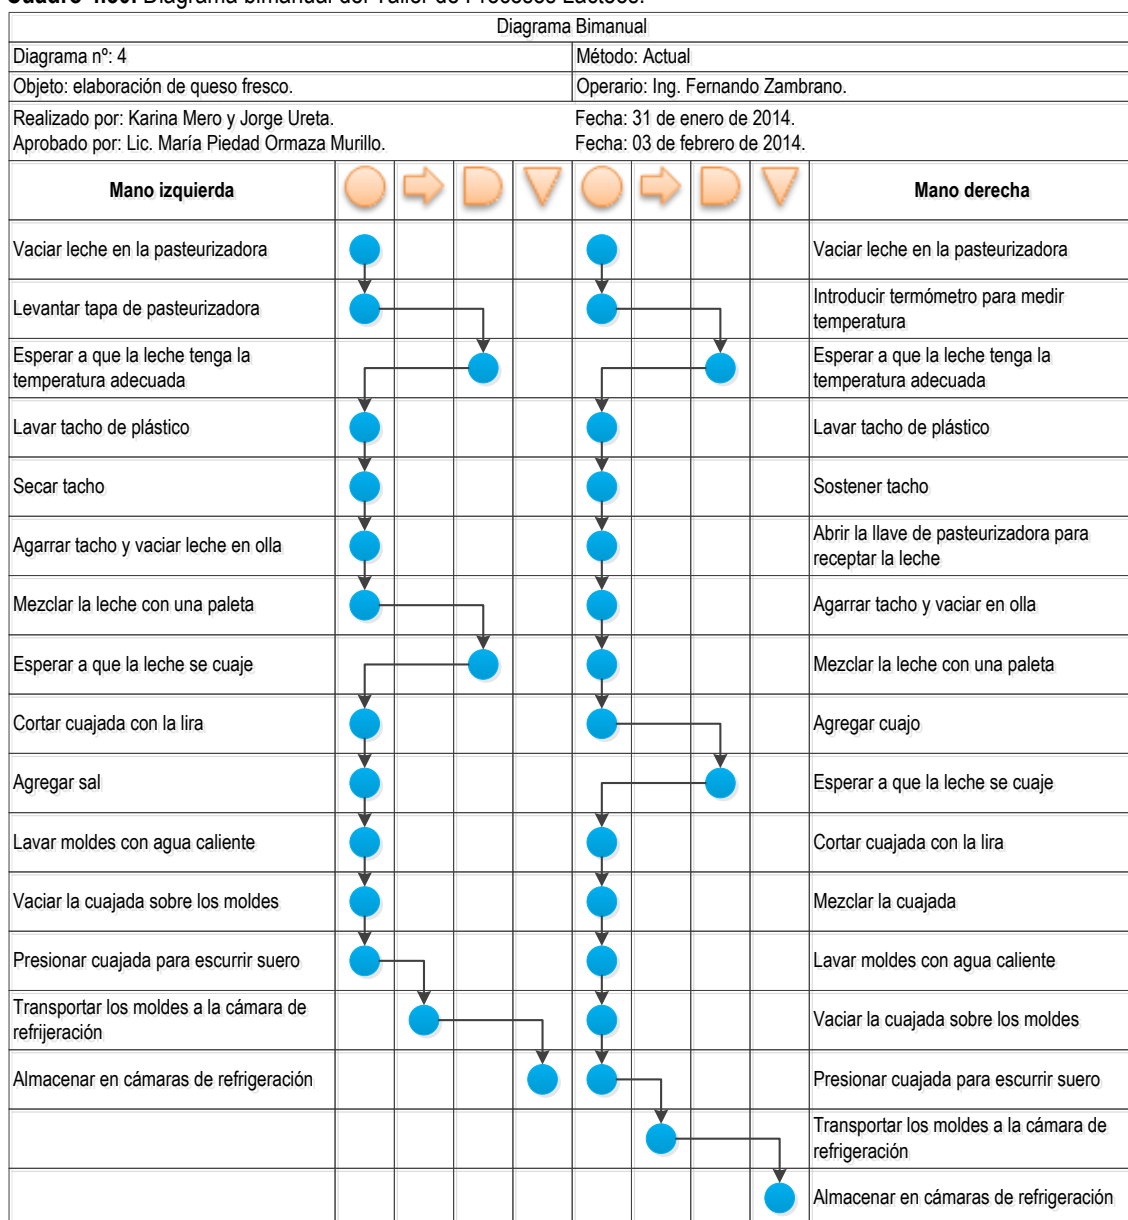 Cuadro 4.30. Diagrama bimanual del Taller de Procesos Lácteos.
Diagrama Bimanual
Diagrama nº: 4
Método: Actual
Objeto: elaboración de queso fresco.
Operario: Ing. Fernando Zambrano.
Realizado por: Karina Mero y Jorge Ureta.
Fecha: 31 de enero de 2014.
Aprobado por: Lic. María Piedad Ormaza Murillo.
Fecha: 03 de febrero de 2014.
Mano izquierda
Mano derecha
Vaciar leche en la pasteurizadora
Vaciar leche en la pasteurizadora
Levantar tapa de pasteurizadora
Introducir termómetro para medir
temperatura
Esperar a que la leche tenga la
temperatura adecuada
Esperar a que la leche tenga la
temperatura adecuada
Lavar tacho de plástico
Lavar tacho de plástico
Secar tacho
Sostener tacho
Agarrar tacho y vaciar leche en olla
Abrir la llave de pasteurizadora para
receptar la leche
Mezclar la leche con una paleta
Agarrar tacho y vaciar en olla
Esperar a que la leche se cuaje
Mezclar la leche con una paleta
Cortar cuajada con la lira
Agregar cuajo
Agregar sal
Esperar a que la leche se cuaje
Lavar moldes con agua caliente
Cortar cuajada con la lira
Vaciar la cuajada sobre los moldes
Mezclar la cuajada
Presionar cuajada para escurrir suero
Lavar moldes con agua caliente
Transportar los moldes a la cámara de
refrijeración
Vaciar la cuajada sobre los moldes
Almacenar en cámaras de refrigeración
Presionar cuajada para escurrir suero
Transportar los moldes a la cámara de
refrigeración
Almacenar en cámaras de refrigeración